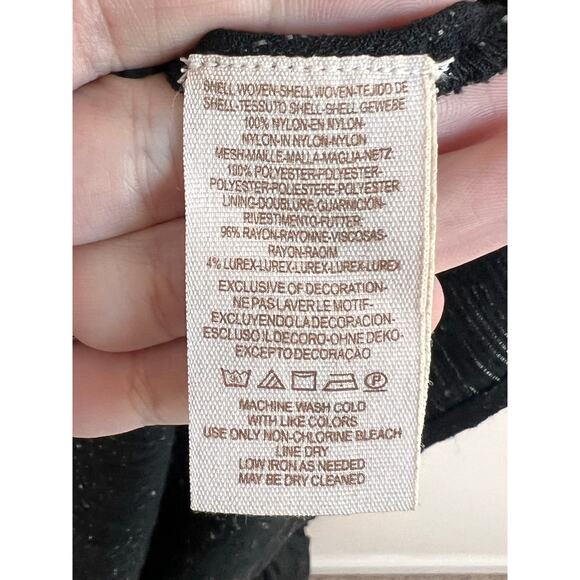 SHELL WOVEN-SHELL WOVEN-TEJIDO DE
SHELL-TESSUTO SHELL-SHELL GEWEBE
100% NYLON-EN NYLON-
NYLON-IN NYLON-NYLON
MESH-MAILLE-MALLA-MAGLIA-NETZ
100% POLYESTER-POLYESTER-
POLYESTER-POLIESTERE-POLYESTER
LINING-DOUBLURE-GUARNICION-
RIVESTIMENTO-FUTTER
96% RAYON-RAYONNE-VISCOSAS-
RAYON-RAOIM
4% LUREX-LUREX-LUREX-LUREX-LUREX
EXCLUSIVE OF DECORATION-
NE PAS LAVER LE MOTIF-
EXCLUYENDO LA DECORACION-
ESCLUSO IL DECORO-OHNE DEKO-
EXCEPTO DECORACAO
P
MACHINE WASH COLD
WITH LIKE COLORS
USE ONLY NON-CHLORINE BLEACH
LINE DRY
LOW IRON AS NEEDED
MAY BE DRY CLEANED